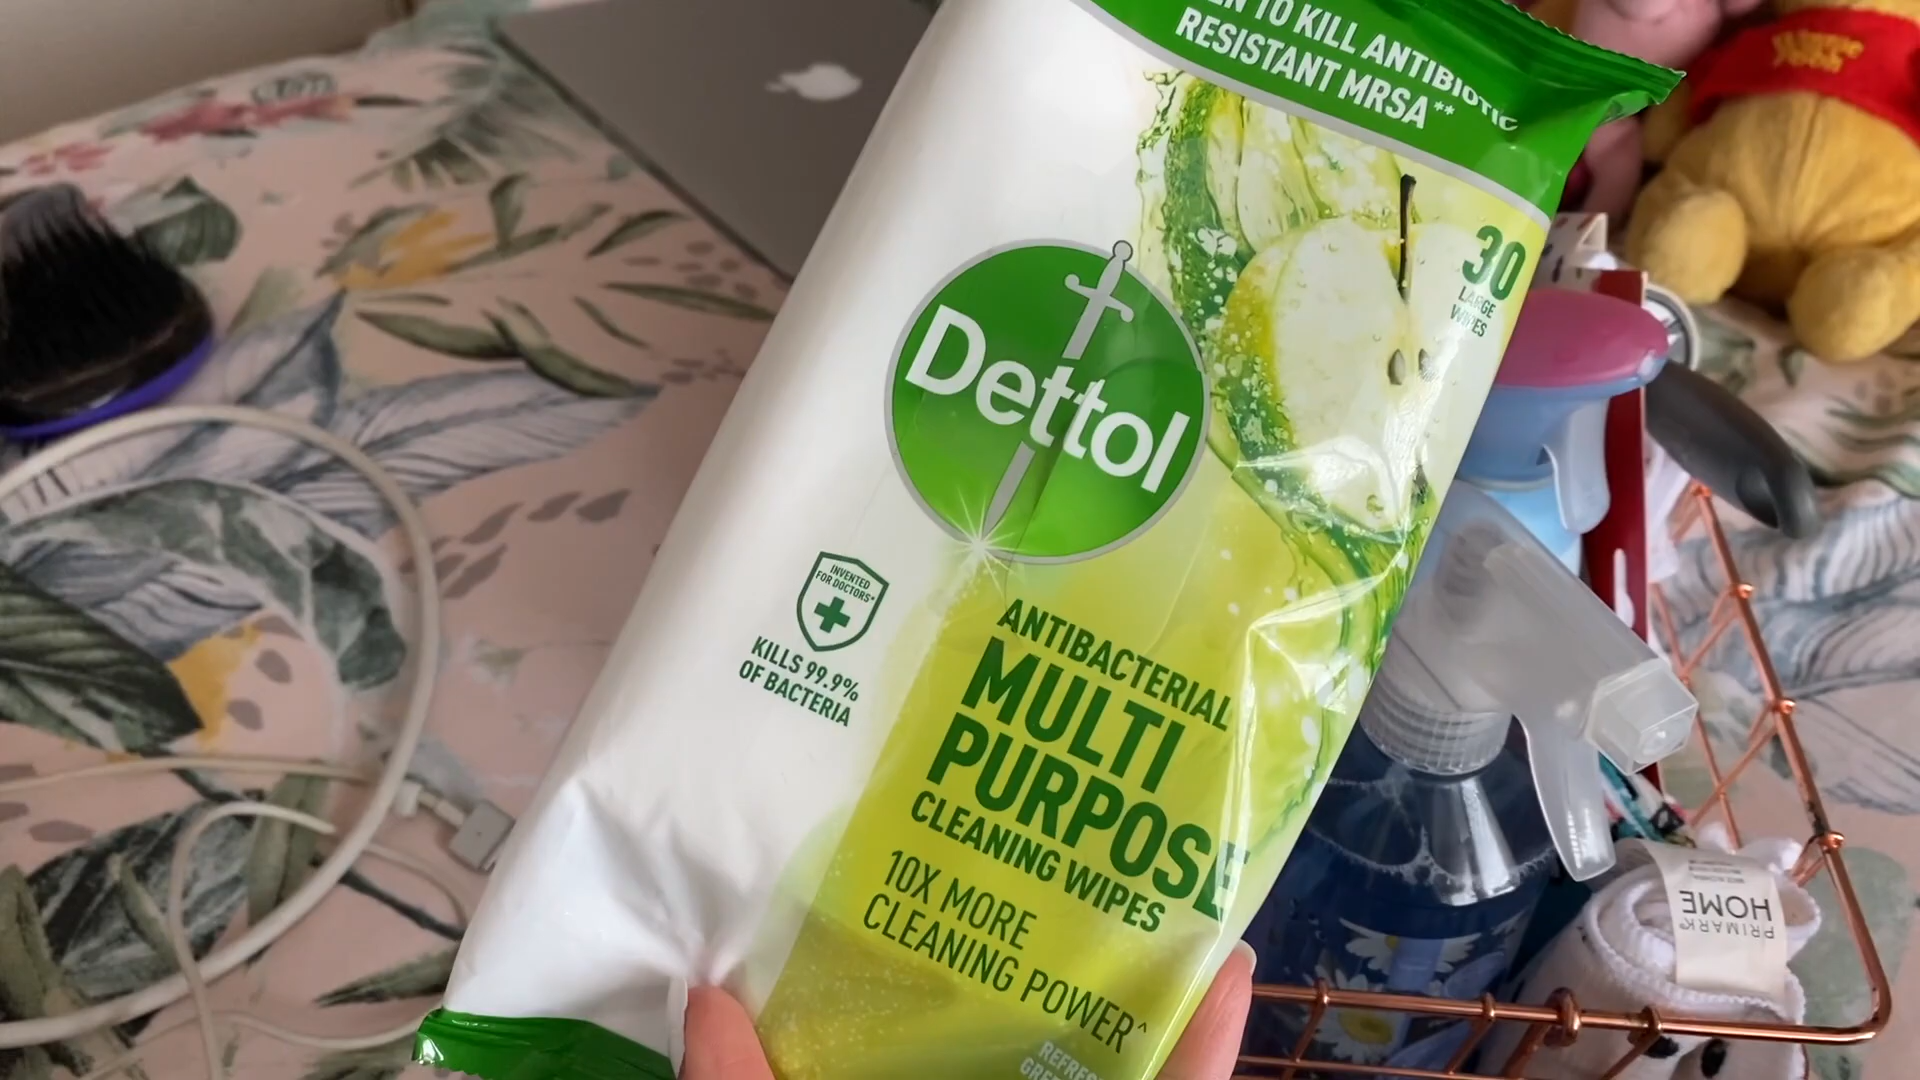 TO KILL ANTIBIOTIC
RESISTANT MRSA**
30
LARGE
WIPES
Dettol
INVENTED
FOR DOCTORS*
KILLS 99.9%
OF BACTERIA
ANTIBACTERIAL
MULTI
PURPOSE
CLEANING WIPES
10X MORE
CLEANING POWER^
PRIMARK®
HOME